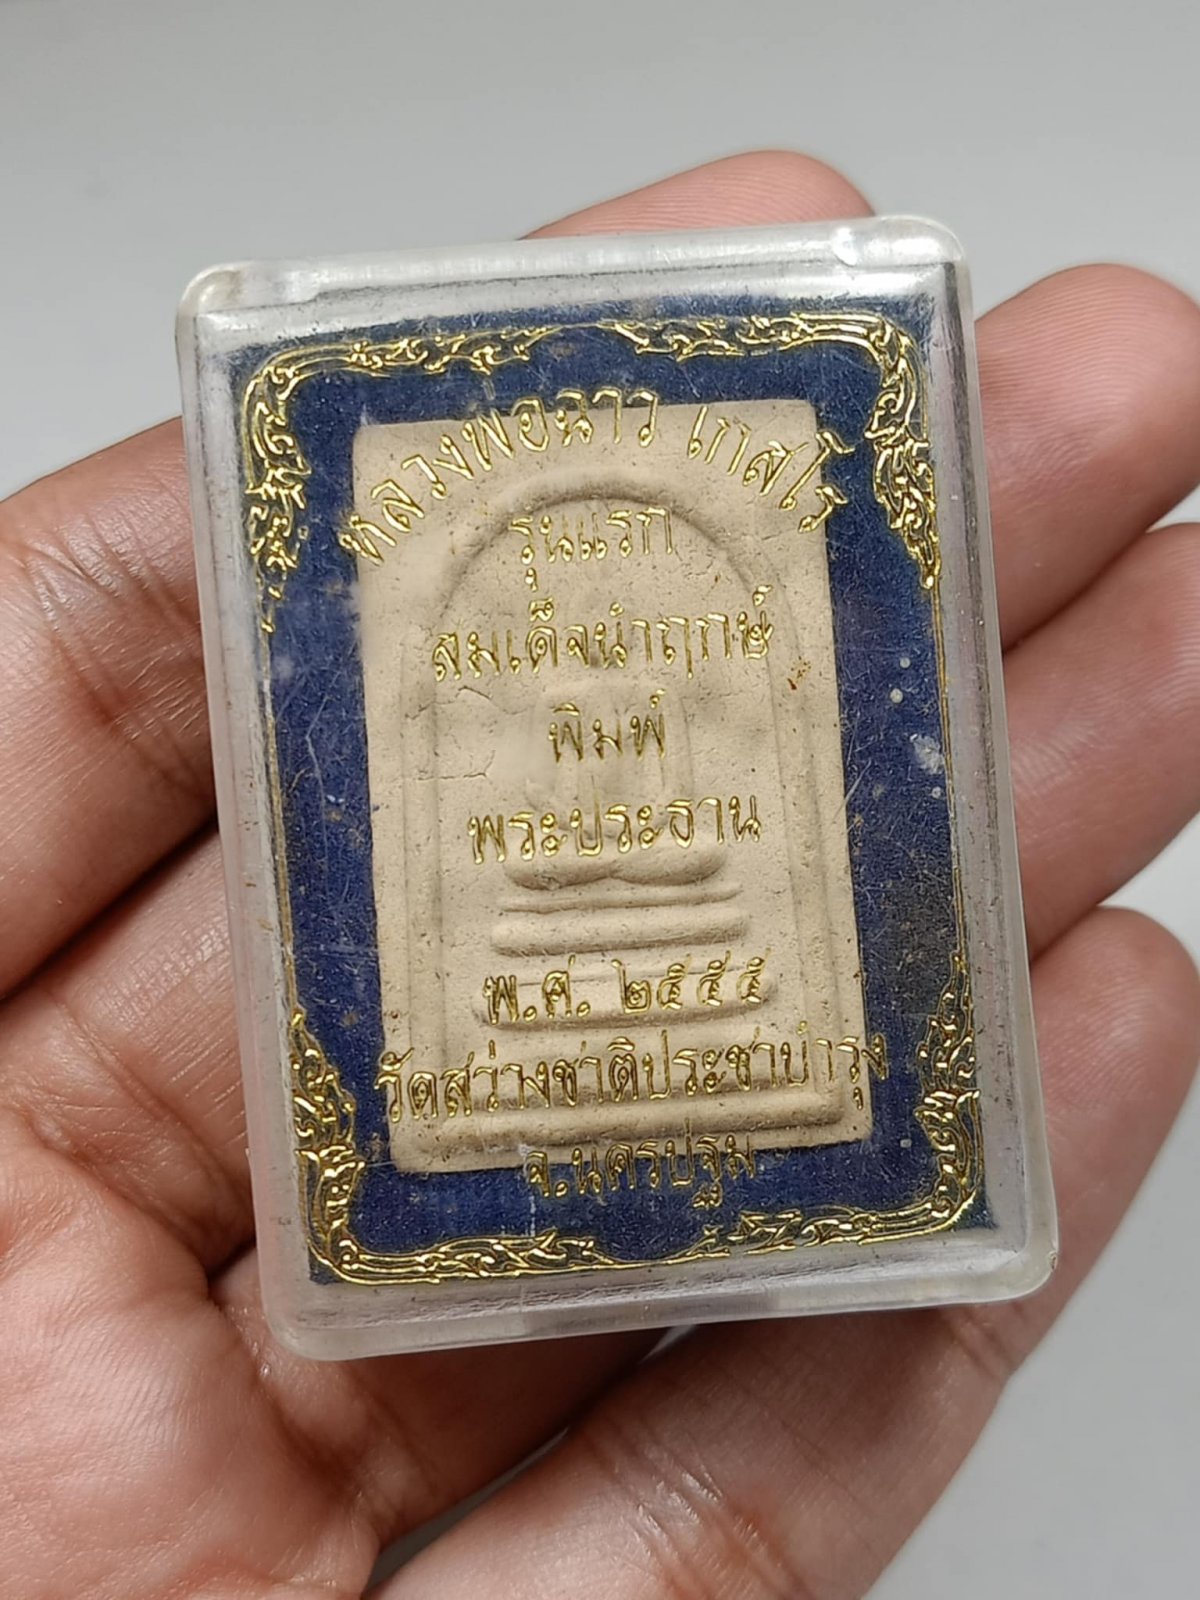 หลวงพ่อฉาว เกสโร
รุ่นแรก
สมเด็จนำฤกษ์
พิมพ์
พระประธาน
พ.ศ. ๒๕๕๕
วัดสว่างชาติประชาบำรุง
จ.นครปฐม